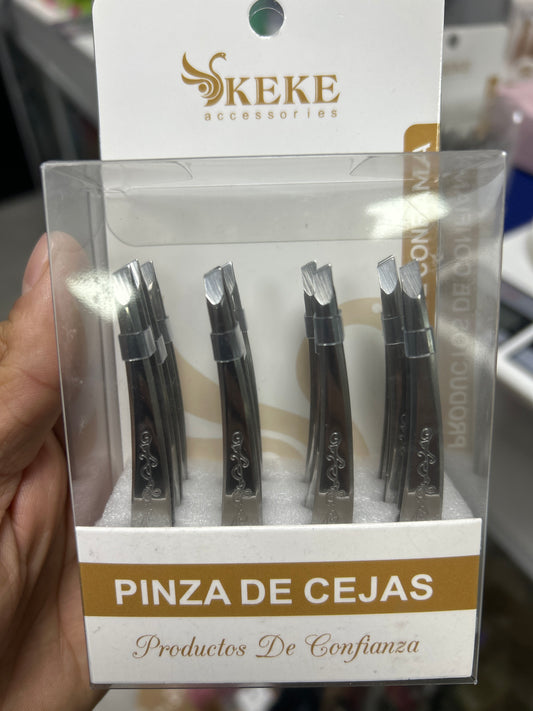 KEKE
accessories
PRODUCTOS DE CONFIANZA
PINZA DE CEJAS
Productos De Confianza